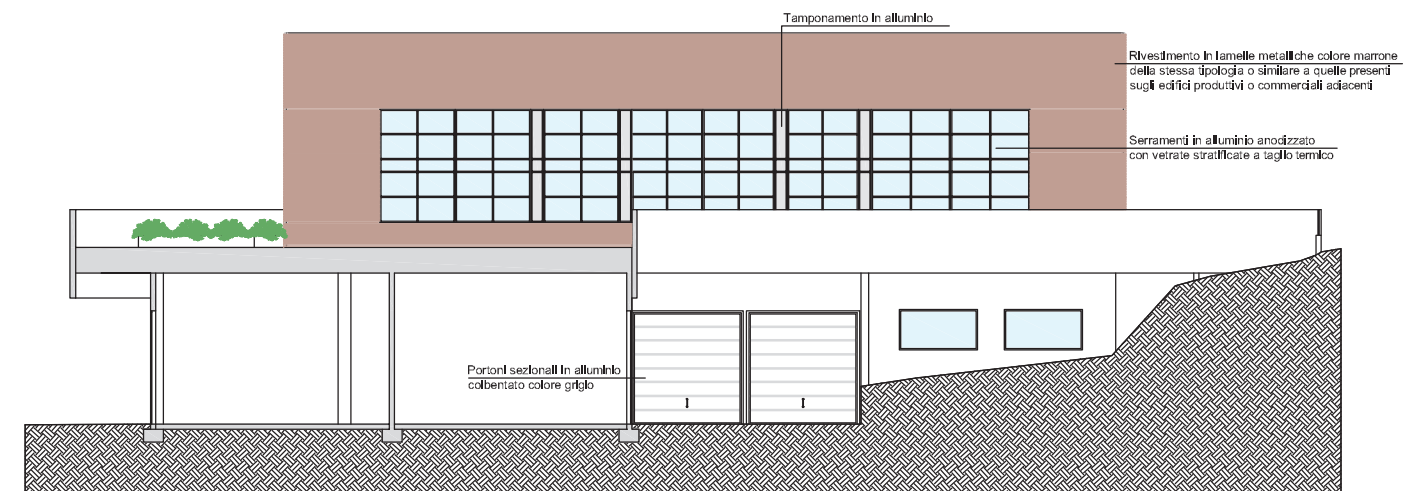 Tamponamento in alluminio
Rivestimento in lamelle metalliche colore marrone
della stessa tipologia o similare a quelle presenti
sugli edifici produttivi o commerciali adiacenti
Serramenti in alluminio anodizzato
con vetrate stratificate a taglio termico
Portoni sezionali in alluminio
coibentato colore grigio